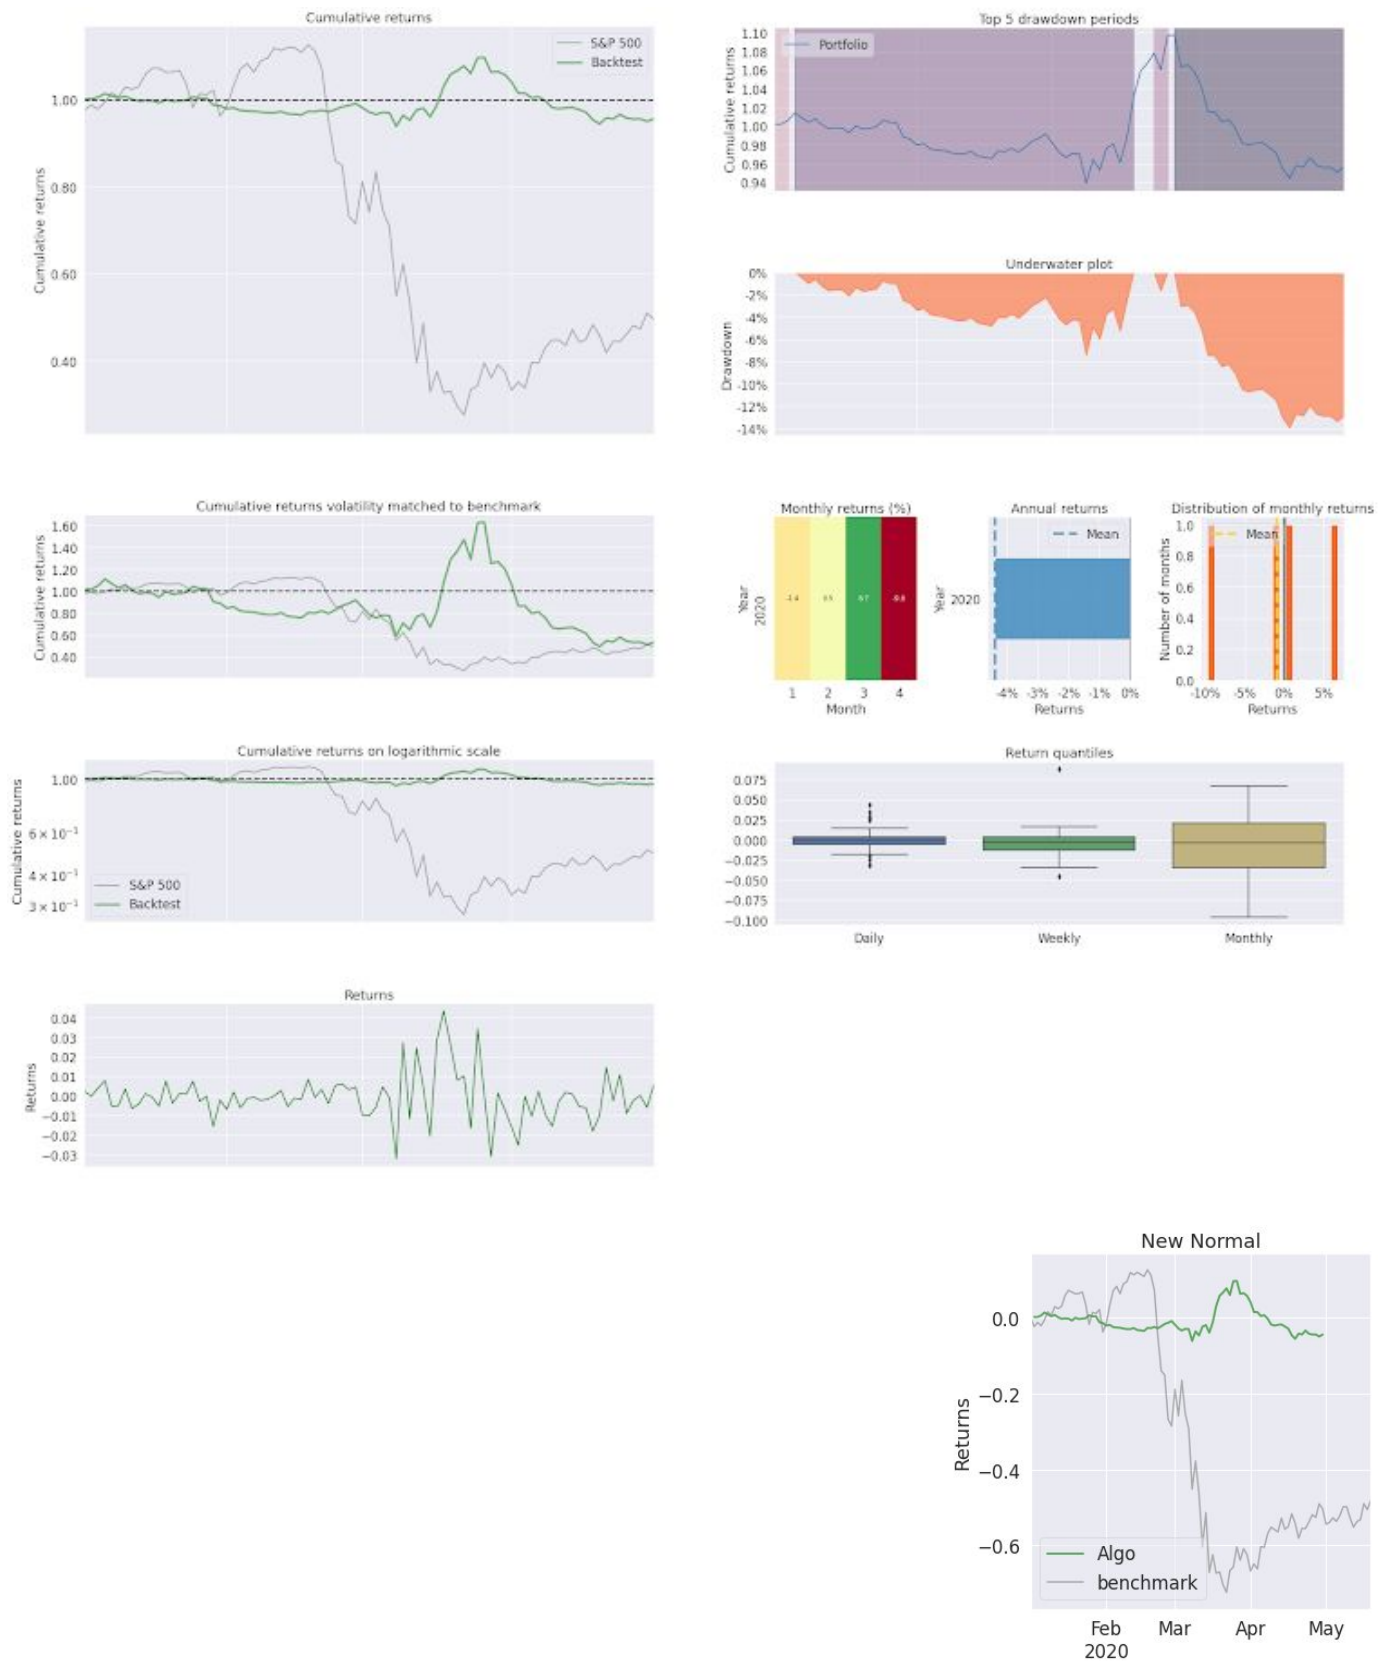 Cumulative returns
S&P 500
Backtest
1.00
0.80
0.60
0.40
Cumulative returns
Top 5 drawdown periods
Portfolio
1.10
1.08
1.06
1.04
1.02
1.00
0.98
0.96
0.94
Cumulative returns
Underwater plot
0%
-2%
-4%
-6%
-8%
-10%
-12%
-14%
Drawdown
Cumulative returns volatility matched to benchmark
1.60
1.40
1.20
1.00
0.80
0.60
0.40
Cumulative returns
Monthly returns (%)
Year
2020
1 2 3 4
Month
Annual returns
Mean
Year
2020
-4% -3% -2% -1% 0%
Returns
Distribution of monthly returns
Mean
1.0
0.8
0.6
0.4
0.2
0.0
Number of months
-10% -5% 0% 5%
Returns
Cumulative returns on logarithmic scale
1.00
6 × 10⁻¹
4 × 10⁻¹
3 × 10⁻¹
Cumulative returns
S&P 500
Backtest
Return quantiles
0.075
0.050
0.025
0.000
−0.025
−0.050
−0.075
−0.100
Daily Weekly Monthly
Returns
0.04
0.03
0.02
0.01
0.00
−0.01
−0.02
−0.03
Returns
New Normal
0.0
−0.2
−0.4
−0.6
Returns
Algo
benchmark
Feb Mar Apr May
2020